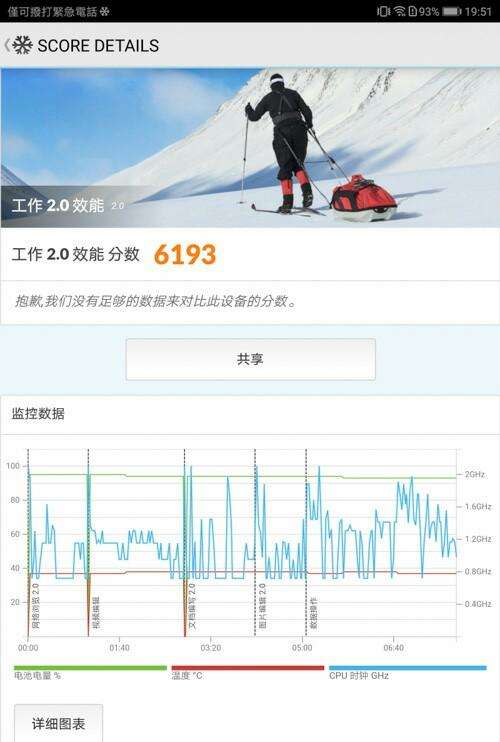 僅可撥打緊急電話
93% 19:51
SCORE DETAILS
工作 2.0 效能 2.0
工作 2.0 效能 分数 6193
抱歉,我们没有足够的数据来对比此设备的分数。
共享
监控数据
100
80
60
40
20
2GHz
1.6GHz
1.2GHz
0.8GHz
0.4GHz
网络浏览 2.0
视频编辑
文档编写 2.0
图片编辑 2.0
数据操作
00:00 01:40 03:20 05:00 06:40
电池电量 % 温度 °C CPU 时钟 GHz
详细图表